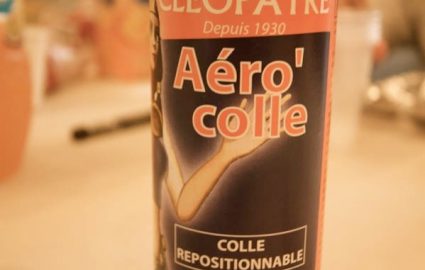 CLÉOPÂTRE
Depuis 1930
Aéro'
colle
COLLE
REPOSITIONNABLE